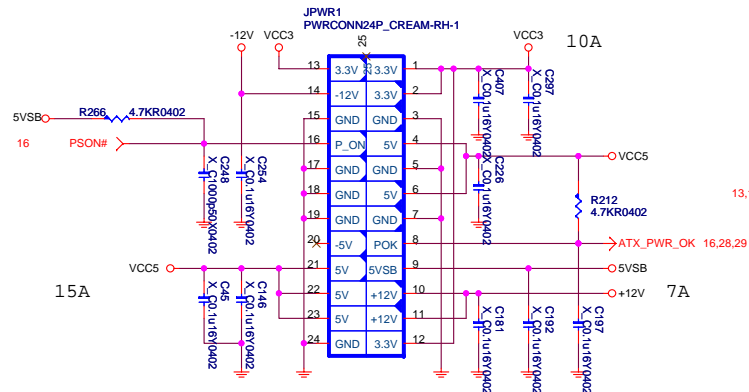 JPWR1
PWRCONN24P_CREAM-RH-1
-12V
VCC3
25
25
VCC3
10A
13 3.3V 3.3V 1
14 -12V 3.3V 2
15 GND GND 3
16 P_ON 5V 4
17 GND GND 5
18 GND 5V 6
19 GND GND 7
20 -5V POK 8
21 5V 5VSB 9
22 5V +12V 10
23 5V +12V 11
24 GND 3.3V 12
5VSB
R266 4.7KR0402
16 PSON#
C248
X_C1000p50X0402
C254
X_C0.1u16Y0402
C407
X_C0.1u16Y0402
C297
X_C0.1u16Y0402
VCC5
C226
X_C0.1u16Y0402
R212
4.7KR0402
13,
ATX_PWR_OK 16,28,29
5VSB
+12V
7A
VCC5
15A
C45
X_C0.1u16Y0402
C146
X_C0.1u16Y0402
C181
X_C0.1u16Y0402
C192
X_C0.1u16Y0402
C197
X_C0.1u16Y0402